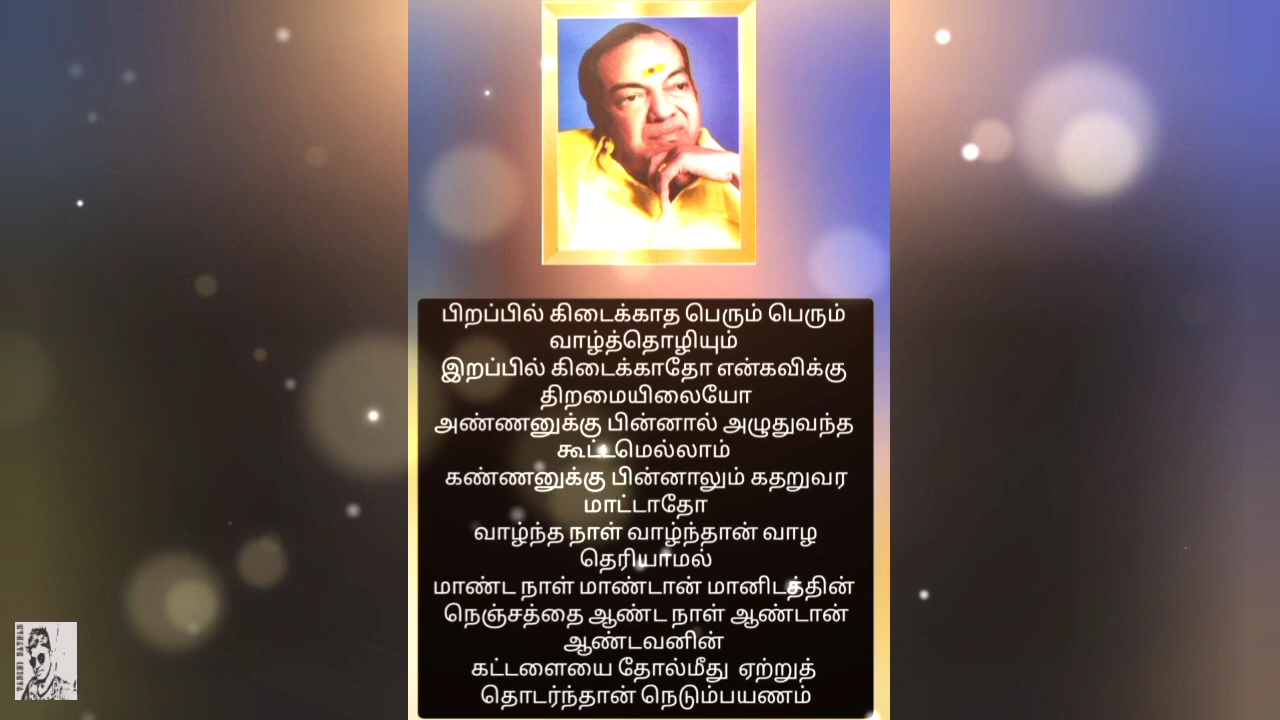 பிறப்பில் கிடைக்காத பெரும் பெரும்
வாழ்த்தொழியும்
இறப்பில் கிடைக்காதோ என்கவிக்கு
திறமையிலையோ
அண்ணனுக்கு பின்னால் அழுதுவந்த
கூட்டமெல்லாம்
கண்ணனுக்கு பின்னாலும் கதறுவர
மாட்டாதோ
வாழ்ந்த நாள் வாழ்ந்தான் வாழ
தெரியாமல்
மாண்ட நாள் மாண்டான் மானிடத்தின்
நெஞ்சத்தை ஆண்ட நாள் ஆண்டான்
ஆண்டவனின்
கட்டளையை தோல்மீது ஏற்றுத்
தொடர்ந்தான் நெடும்பயணம்